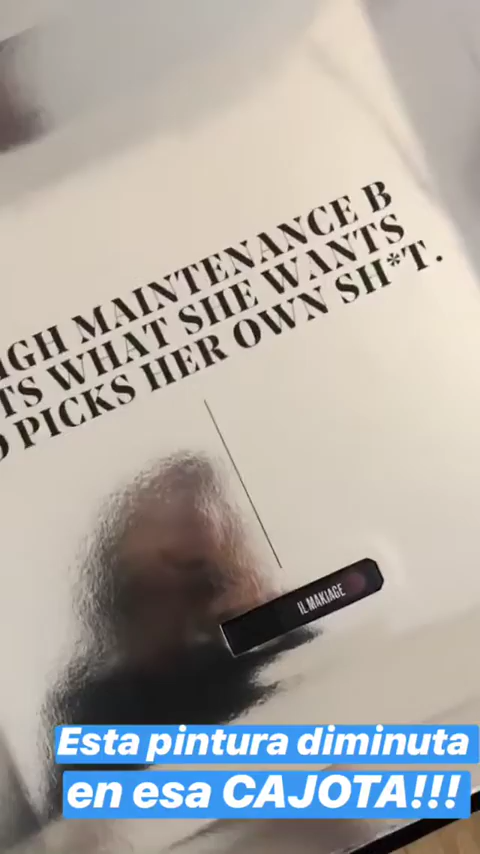 IGH MAINTENANCE B
TS WHAT SHE WANTS
PICKS HER OWN SH*T.
IL MAKIAGE
Esta pintura diminuta
en esa CAJOTA!!!